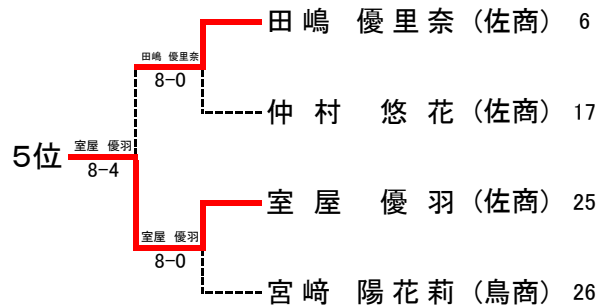 田嶋 優里奈 (佐商) 6
田嶋 優里奈
8-0
仲村 悠花 (佐商) 17
5位
室屋 優羽
8-4
室屋 優羽 (佐商) 25
室屋 優羽
8-0
宮﨑 陽花莉 (鳥商) 26